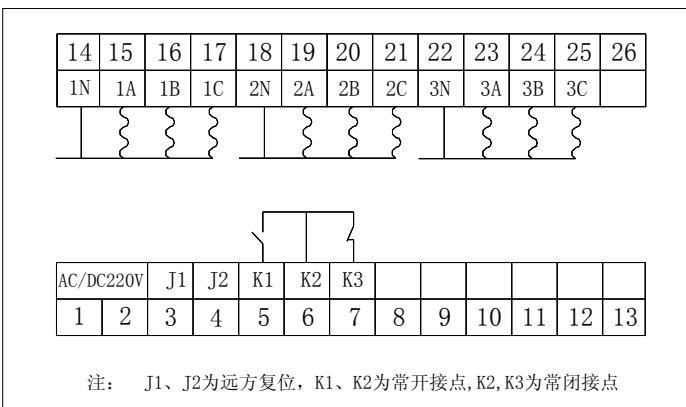 14 15 16 17 18 19 20 21 22 23 24 25 26
1N 1A 1B 1C 2N 2A 2B 2C 3N 3A 3B 3C
AC/DC220V J1 J2 K1 K2 K3
1 2 3 4 5 6 7 8 9 10 11 12 13
注： J1、J2为远方复位，K1、K2为常开接点,K2,K3为常闭接点